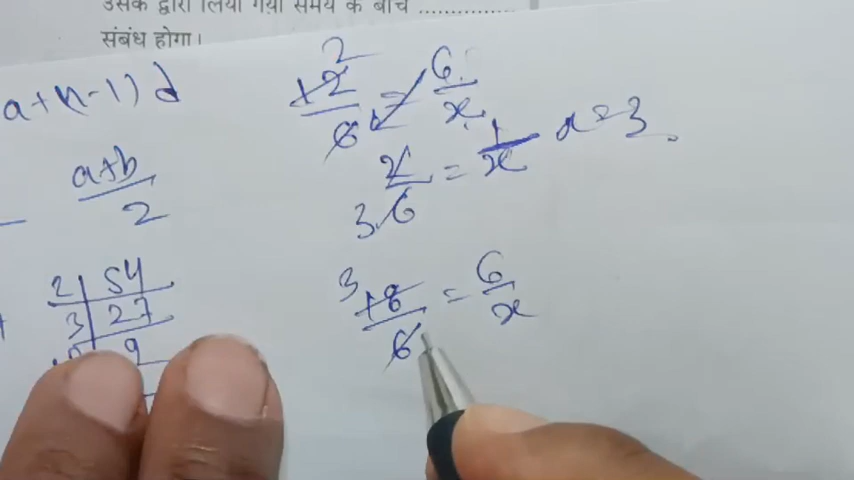 उसके द्वारा लिया गया समय के बीच ..............
संबंध होगा।
a+(n-1)d
a+b
2
2 | 54
3 | 27
9
2
12 = 6
6 x
x = 3
3 6
3
18 = 6
6 x